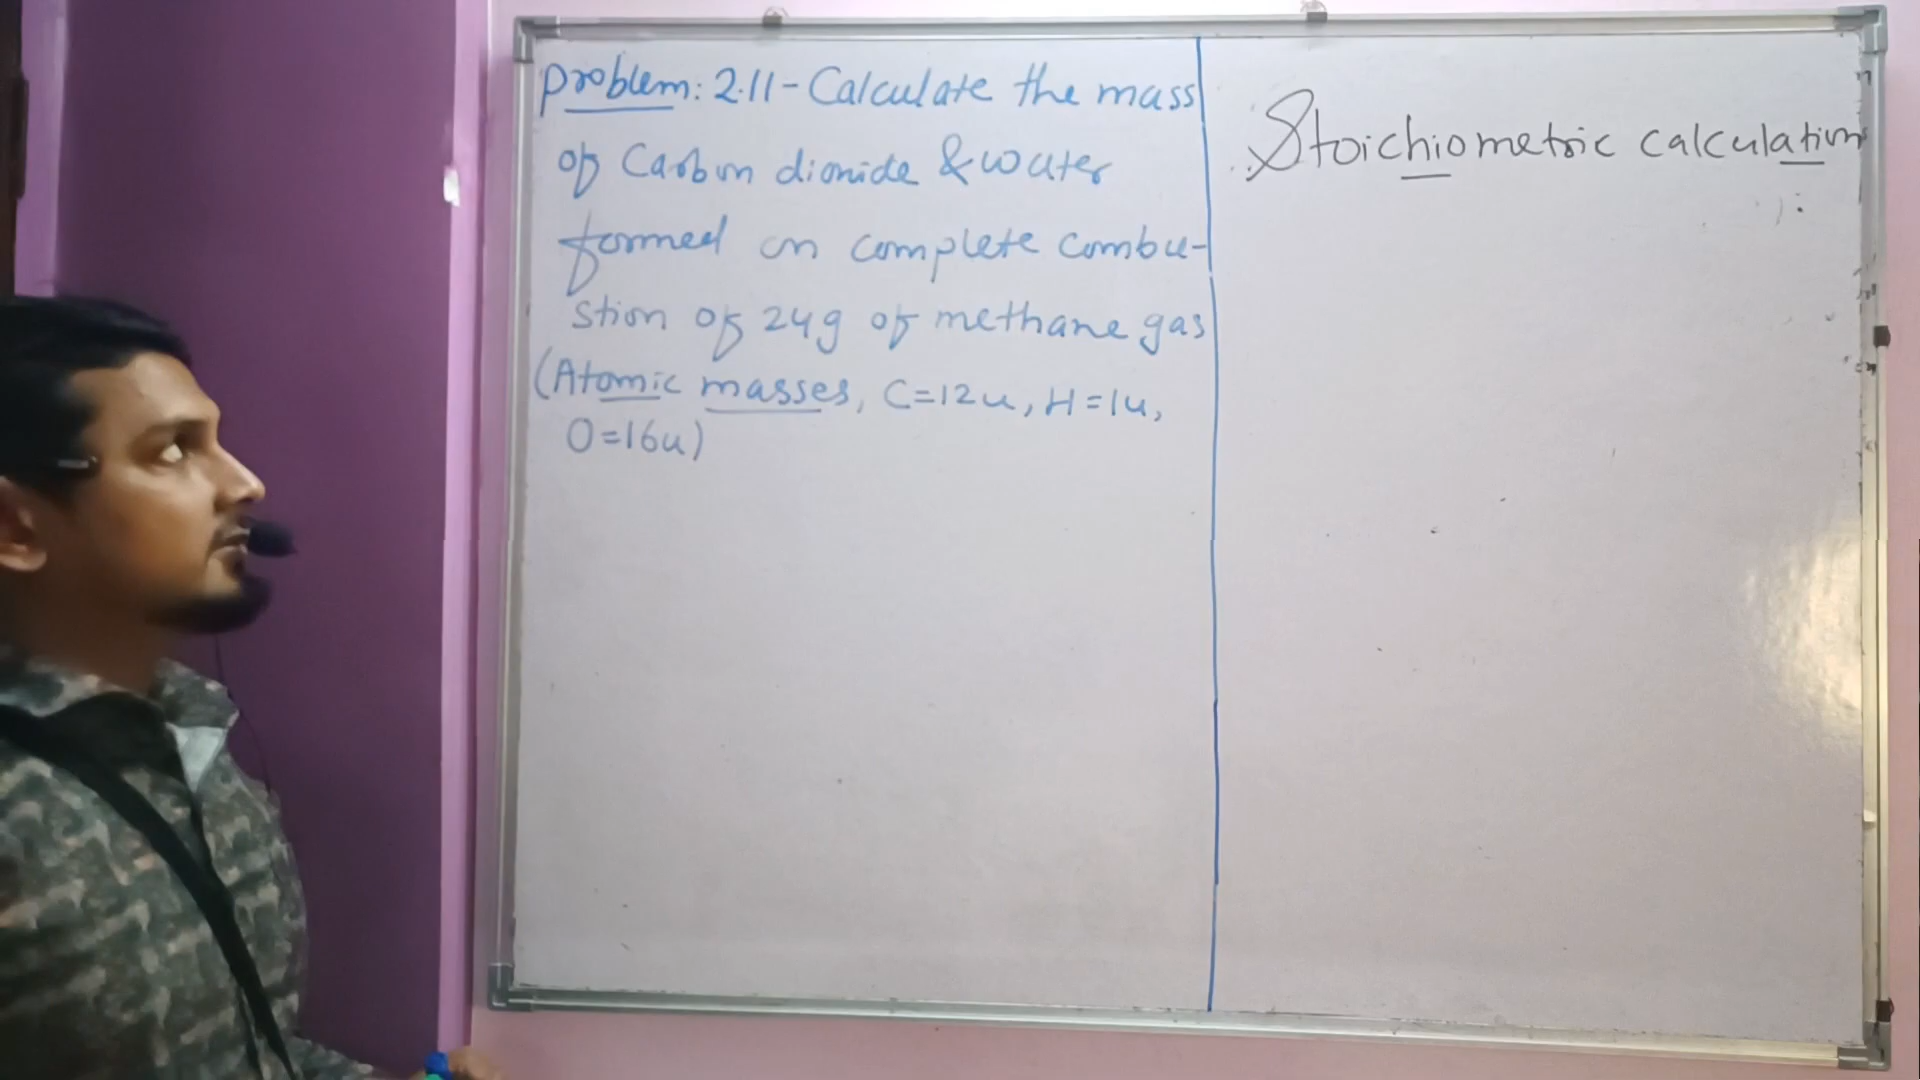 Problem: 2.11 - Calculate the mass
of Carbon dioxide & water
formed on complete combu-
stion of 24g of methane gas
(Atomic masses, C=12u, H=1u,
O=16u)
Stoichiometric calculations